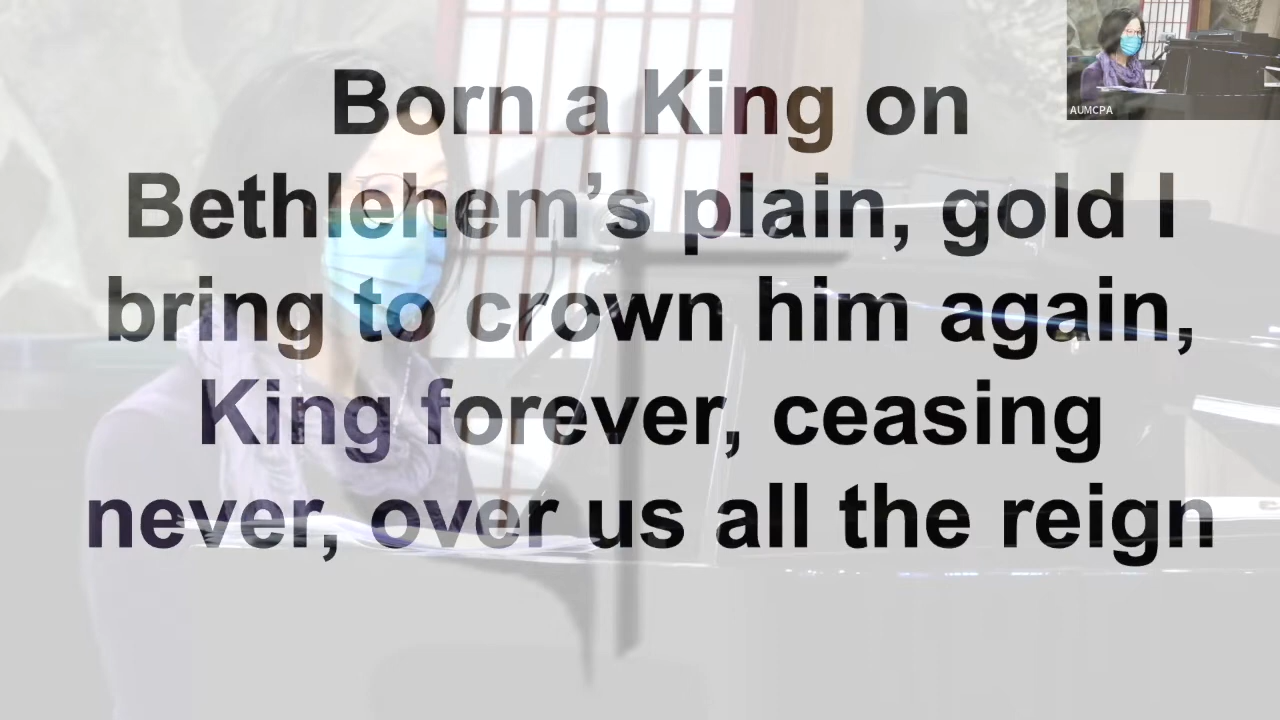 AUMCPA
Born a King on
Bethlehem’s plain, gold I
bring to crown him again,
King forever, ceasing
never, over us all the reign